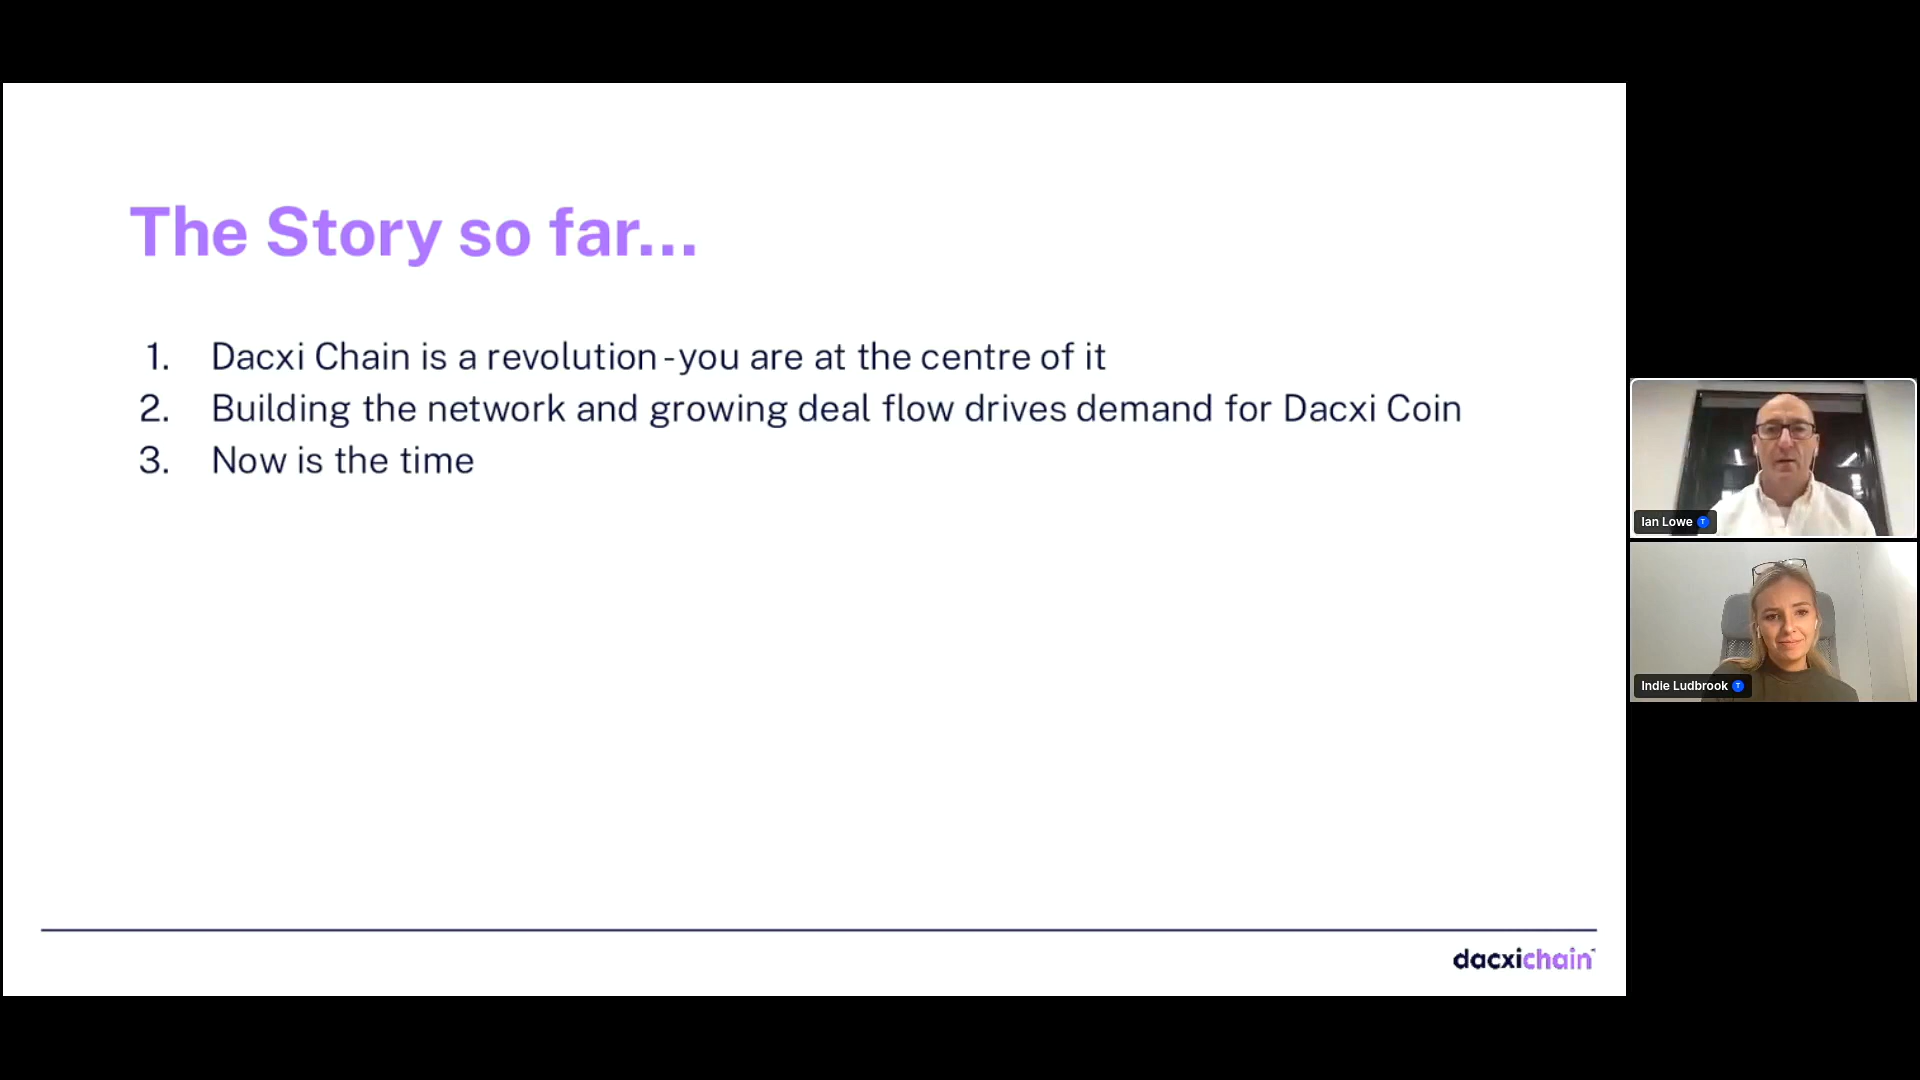 The Story so far...
1. Dacxi Chain is a revolution - you are at the centre of it
2. Building the network and growing deal flow drives demand for Dacxi Coin
3. Now is the time
dacxichain
Ian Lowe T
Indie Ludbrook T